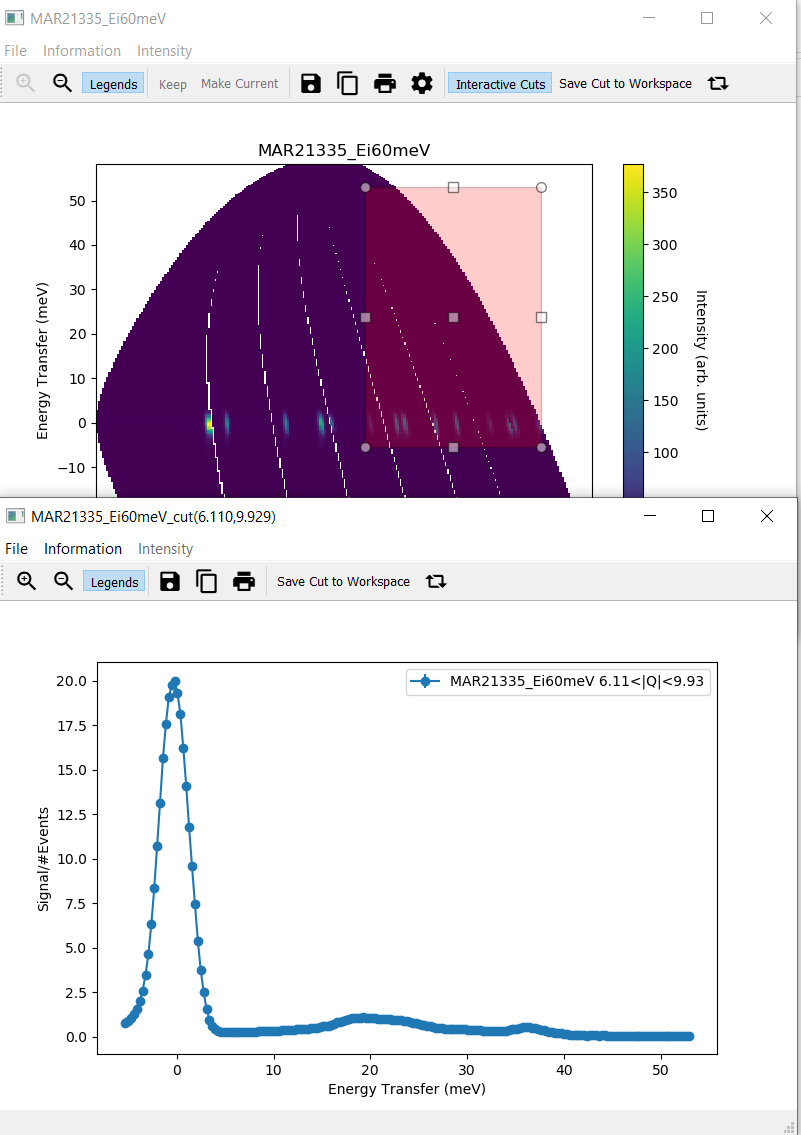 MAR21335_Ei60meV
File Information Intensity
Legends Keep Make Current Interactive Cuts Save Cut to Workspace
MAR21335_Ei60meV
50
40
30
20
10
0
−10
Energy Transfer (meV)
350
300
250
200
150
100
Intensity (arb. units)
MAR21335_Ei60meV_cut(6.110,9.929)
File Information Intensity
Legends Save Cut to Workspace
MAR21335_Ei60meV 6.11<|Q|<9.93
20.0
17.5
15.0
12.5
10.0
7.5
5.0
2.5
0.0
Signal/#Events
0 10 20 30 40 50
Energy Transfer (meV)